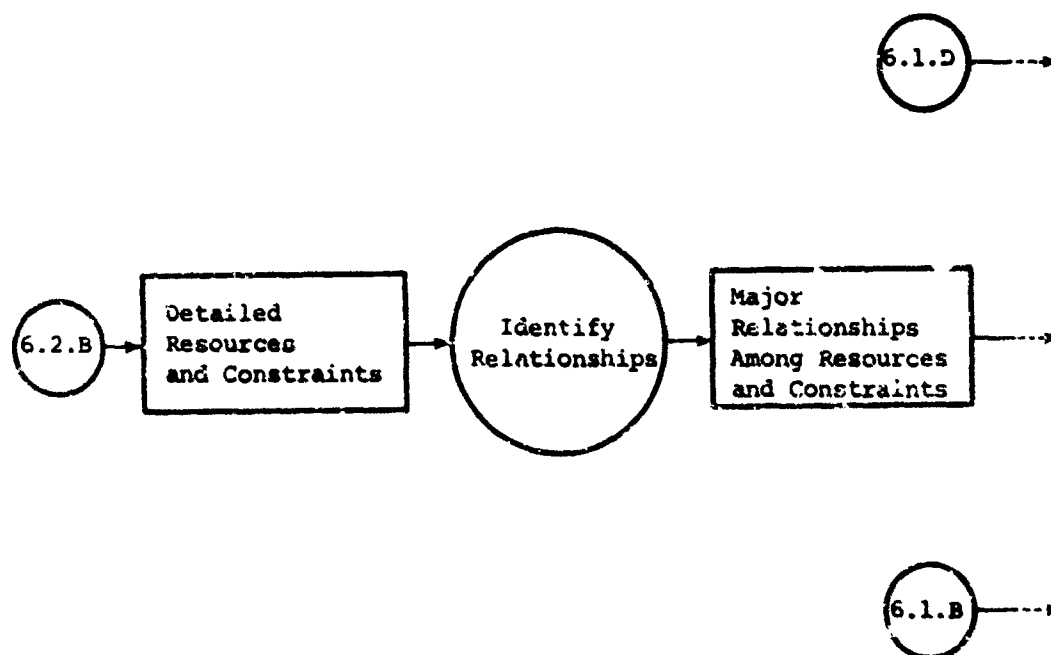 6.1.D
6.2.B
Detailed
Resources
and Constraints
Identify
Relationships
Major
Relationships
Among Resources
and Constraints
6.1.B